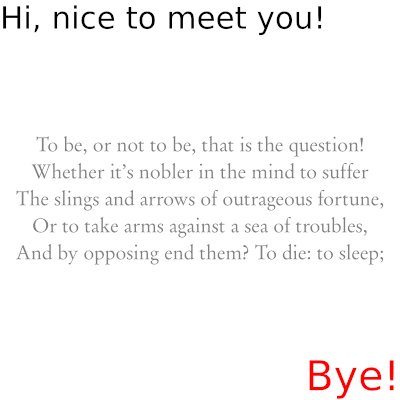 Hi, nice to meet you!
To be, or not to be, that is the question!
Whether it’s nobler in the mind to suffer
The slings and arrows of outrageous fortune,
Or to take arms against a sea of troubles,
And by opposing end them? To die: to sleep;
Bye!